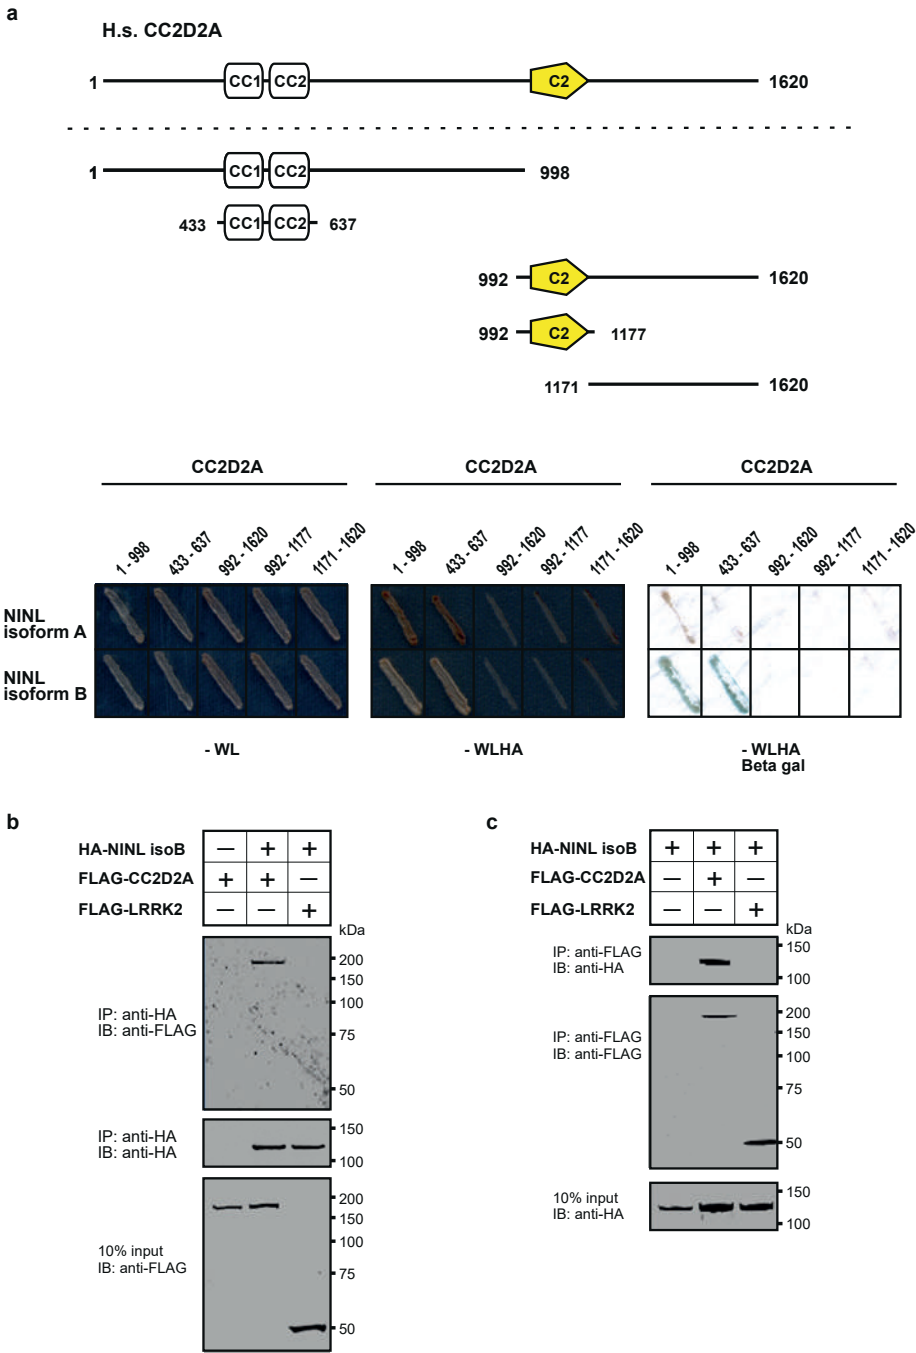 a
H.s. CC2D2A
1 CC1 CC2 C2 1620
1 CC1 CC2 998
433 CC1 CC2 637
992 C2 1620
992 C2 1177
1171 1620
CC2D2A CC2D2A CC2D2A
1 - 998 433 - 637 992 - 1620 992 - 1177 1171 - 1620 1 - 998 433 - 637 992 - 1620 992 - 1177 1171 - 1620 1 - 998 433 - 637 992 - 1620 992 - 1177 1171 - 1620
NINL
isoform A
NINL
isoform B
- WL - WLHA - WLHA
Beta gal
b
HA-NINL isoB — + +
FLAG-CC2D2A + + —
FLAG-LRRK2 — — +
kDa
IP: anti-HA
IB: anti-FLAG
200
150
100
75
50
IP: anti-HA
IB: anti-HA
150
100
10% input
IB: anti-FLAG
200
150
100
75
50
c
HA-NINL isoB + + +
FLAG-CC2D2A — + —
FLAG-LRRK2 — — +
kDa
IP: anti-FLAG
IB: anti-HA
150
100
IP: anti-FLAG
IB: anti-FLAG
200
150
100
75
50
10% input
IB: anti-HA
150
100